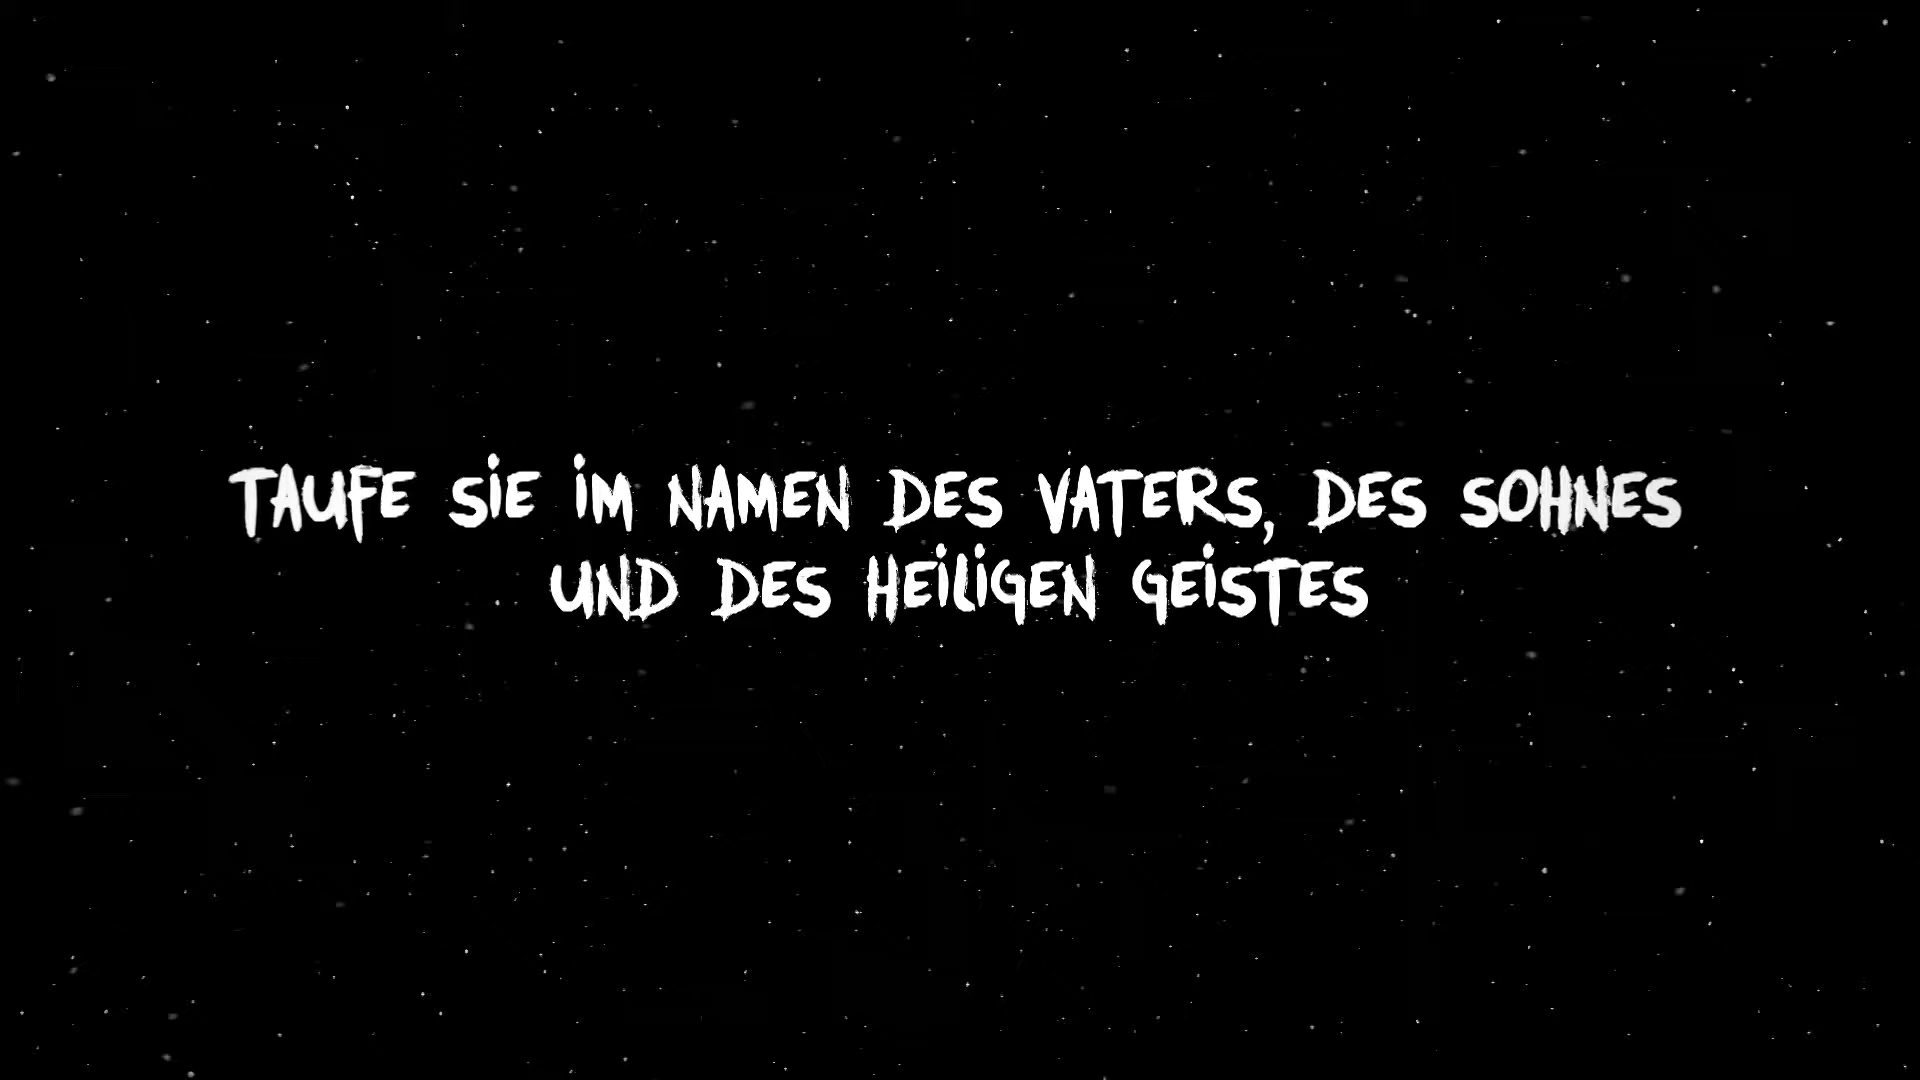 TAUFE SIE IM NAMEN DES VATERS, DES SOHNES
UND DES HEILIGEN GEISTES